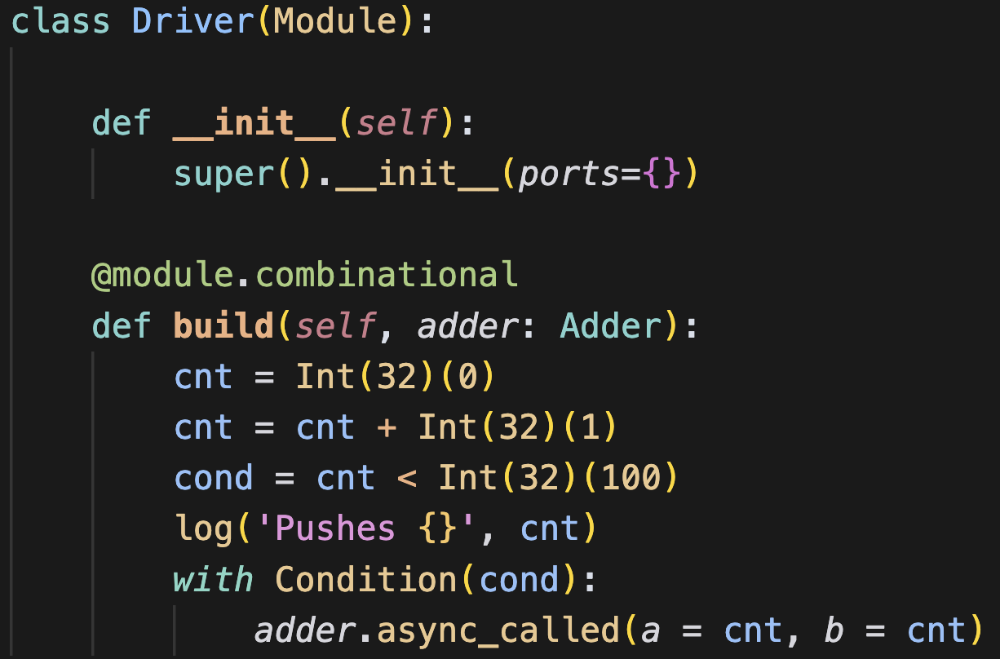 class Driver(Module):
def __init__(self):
super().__init__(ports={})
@module.combinational
def build(self, adder: Adder):
cnt = Int(32)(0)
cnt = cnt + Int(32)(1)
cond = cnt < Int(32)(100)
log('Pushes {}', cnt)
with Condition(cond):
adder.async_called(a = cnt, b = cnt)